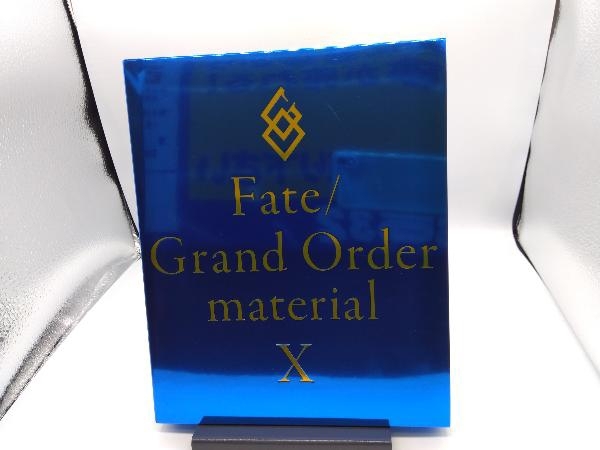 Fate/
Grand Order
material
X